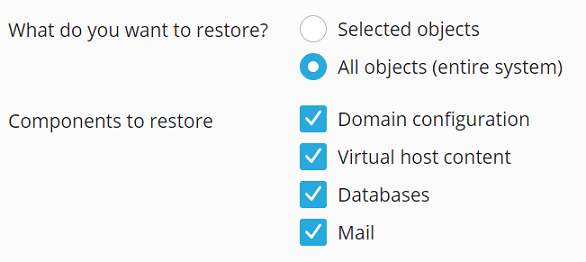 What do you want to restore?
Selected objects
All objects (entire system)
Components to restore
Domain configuration
Virtual host content
Databases
Mail